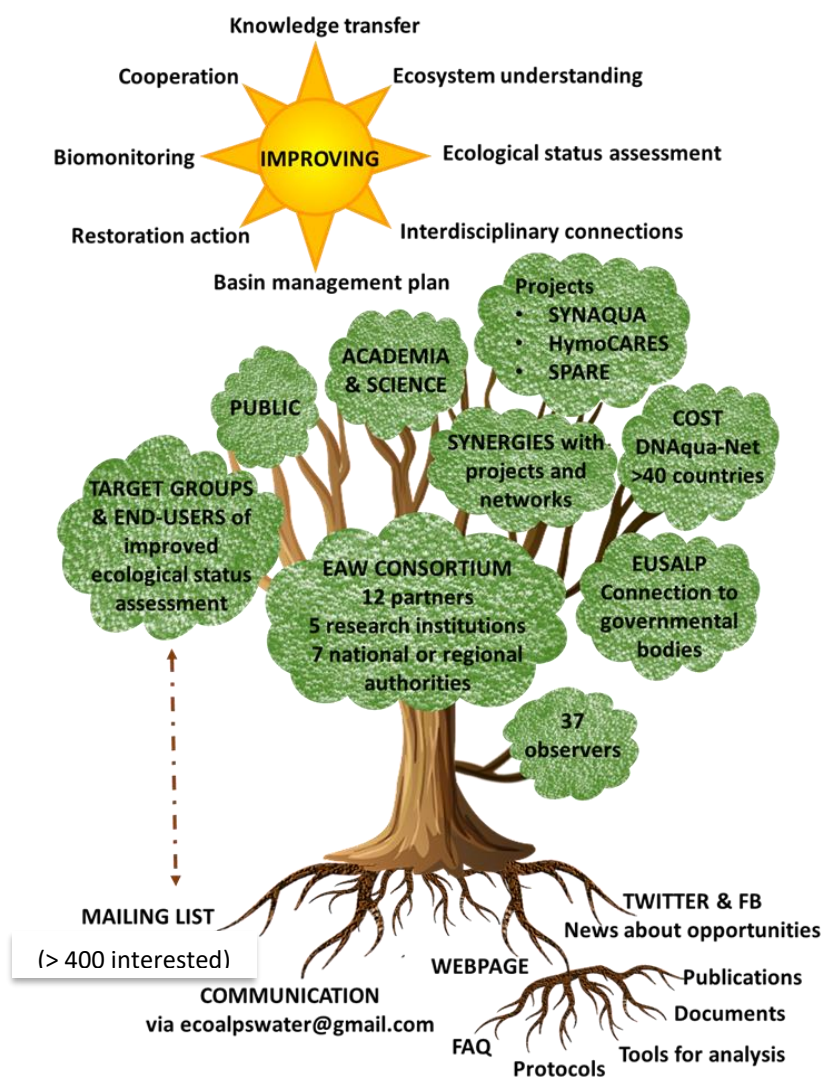 Knowledge transfer
Cooperation
Ecosystem understanding
Biomonitoring
IMPROVING
Ecological status assessment
Restoration action
Interdisciplinary connections
Basin management plan
Projects
• SYNAQUA
• HymoCARES
• SPARE
ACADEMIA
& SCIENCE
PUBLIC
COST
DNAqua-Net
>40 countries
SYNERGIES with
projects and
networks
TARGET GROUPS
& END-USERS of
improved
ecological status
assessment
EAW CONSORTIUM
12 partners
5 research institutions
7 national or regional
authorities
EUSALP
Connection to
governmental
bodies
37
observers
MAILING LIST
(> 400 interested)
TWITTER & FB
News about opportunities
WEBPAGE
COMMUNICATION
via ecoalpswater@gmail.com
Publications
Documents
Tools for analysis
FAQ
Protocols